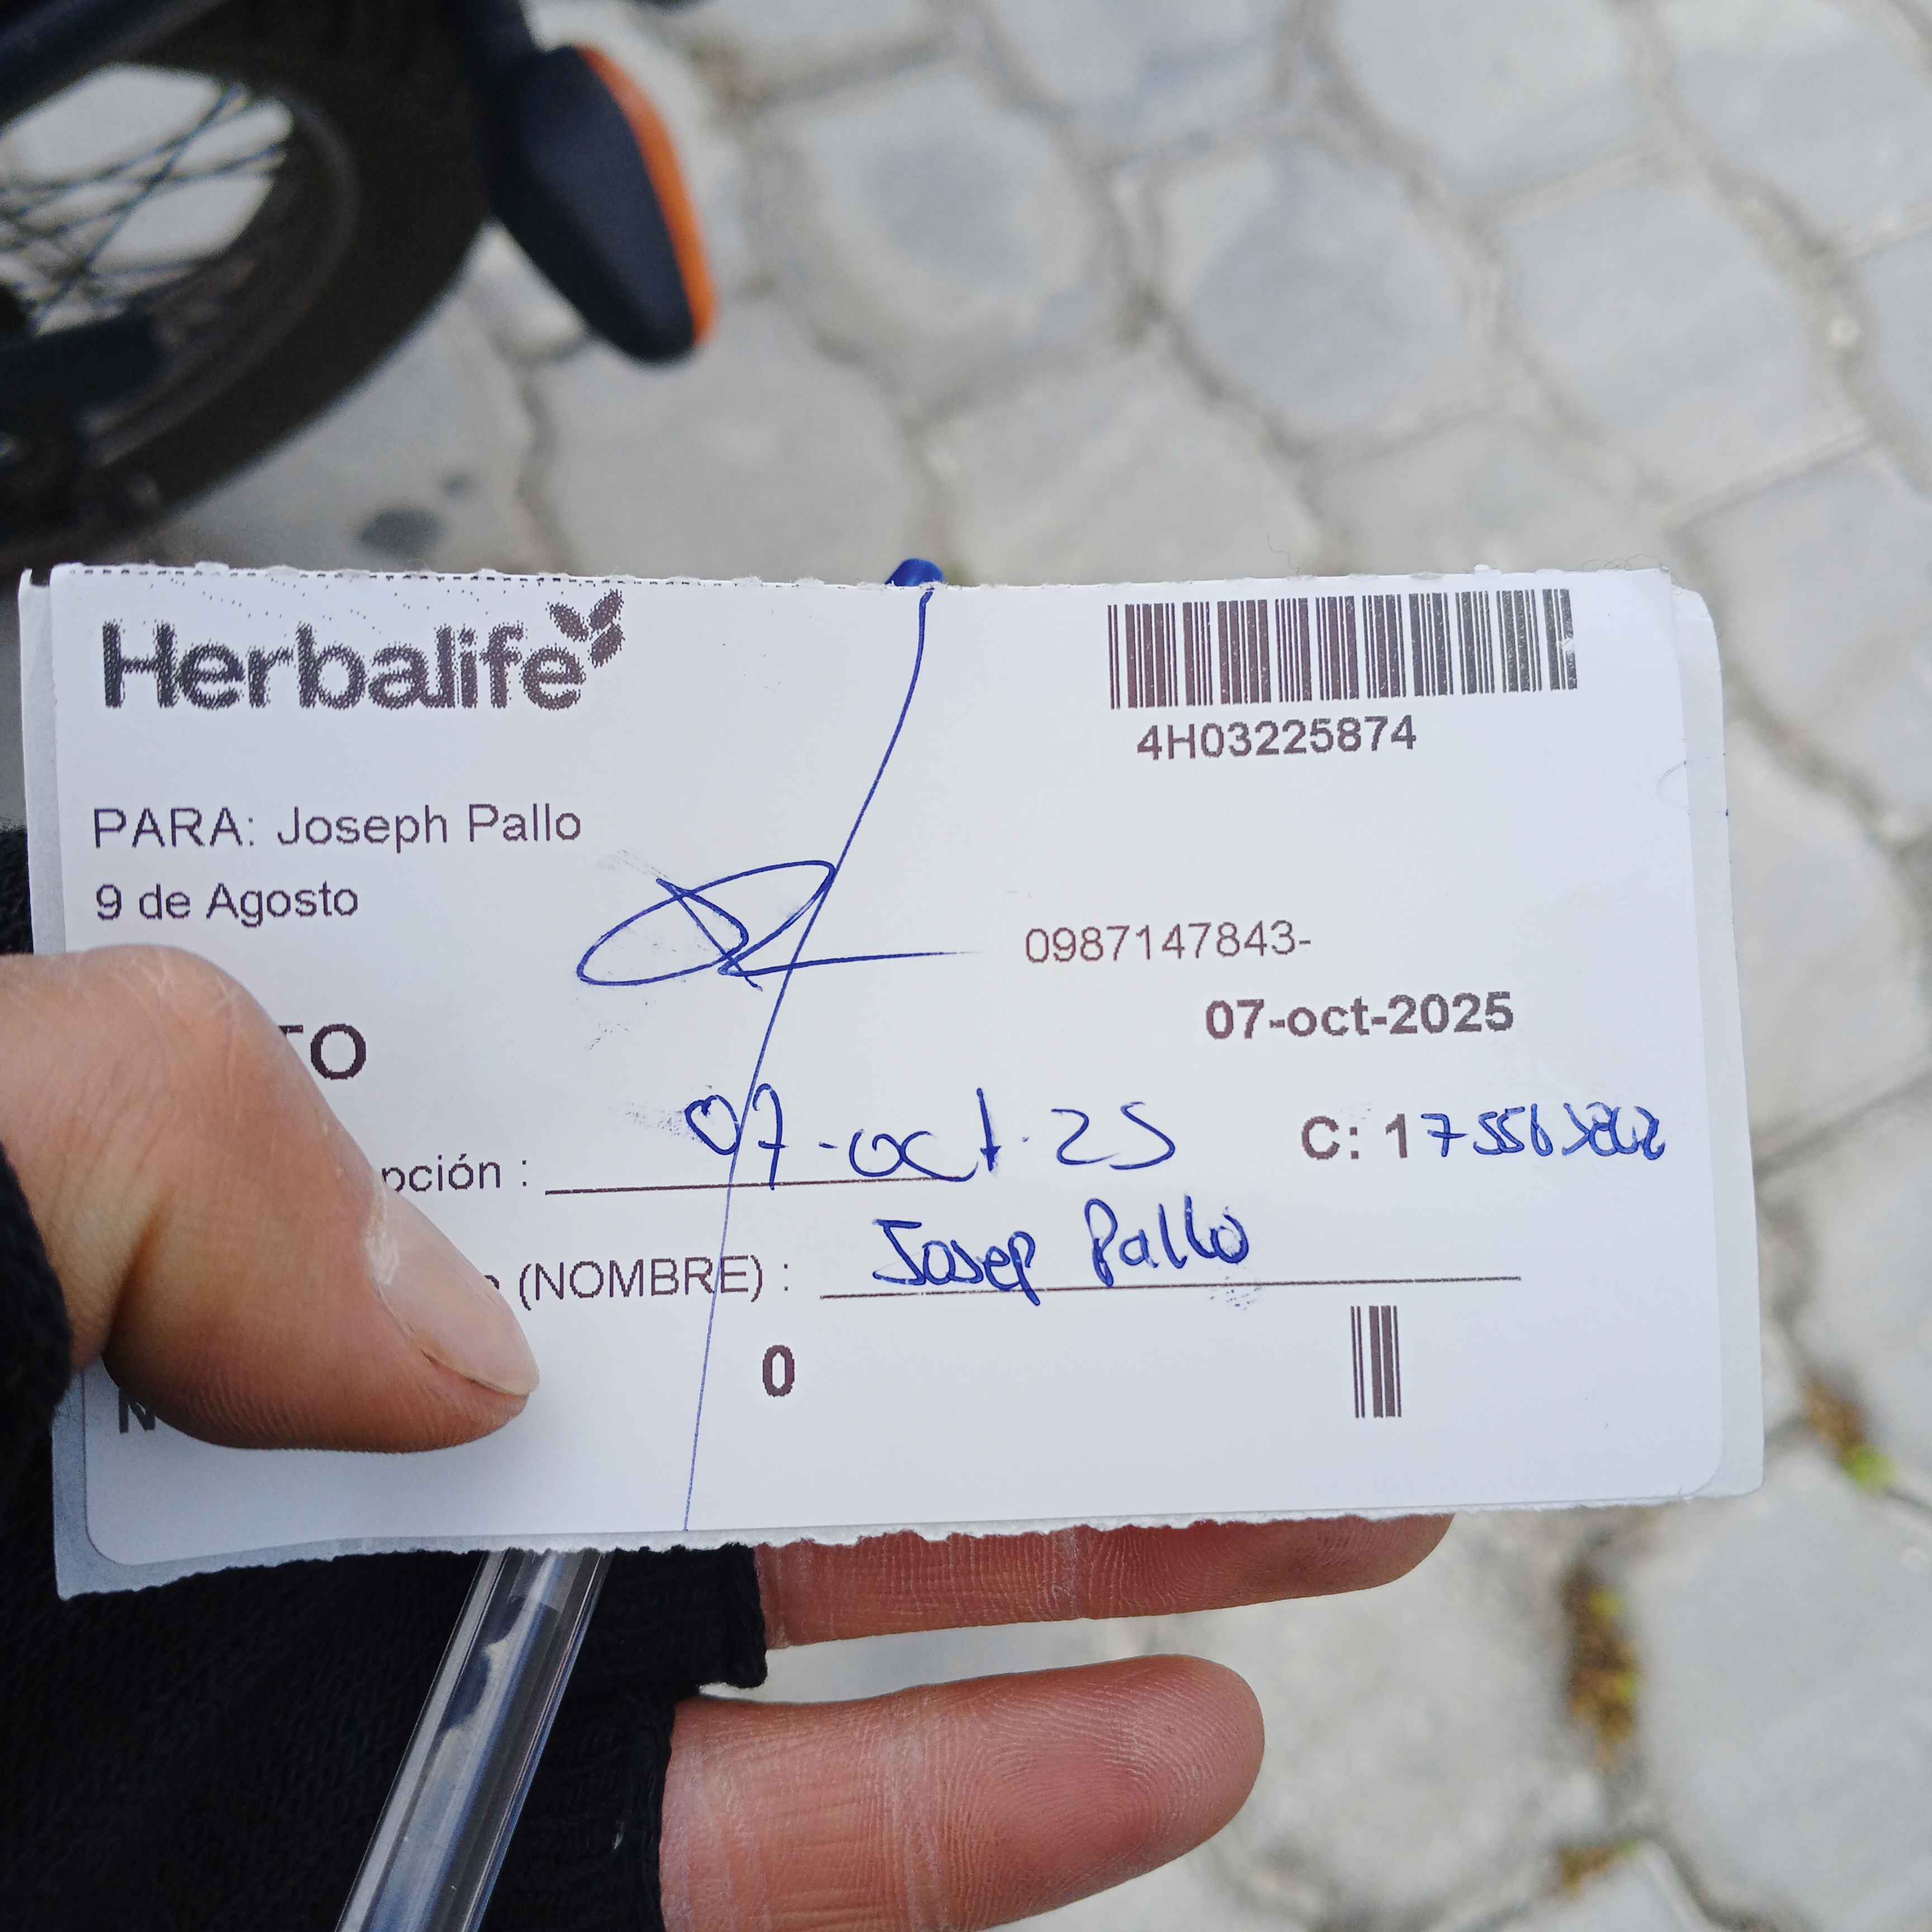 Herbalife
4H03225874
PARA: Joseph Pallo
9 de Agosto
0987147843-
07-oct-2025
TO
pción : 07-oct-25
C: 1
(NOMBRE) : Josep Pallo
0